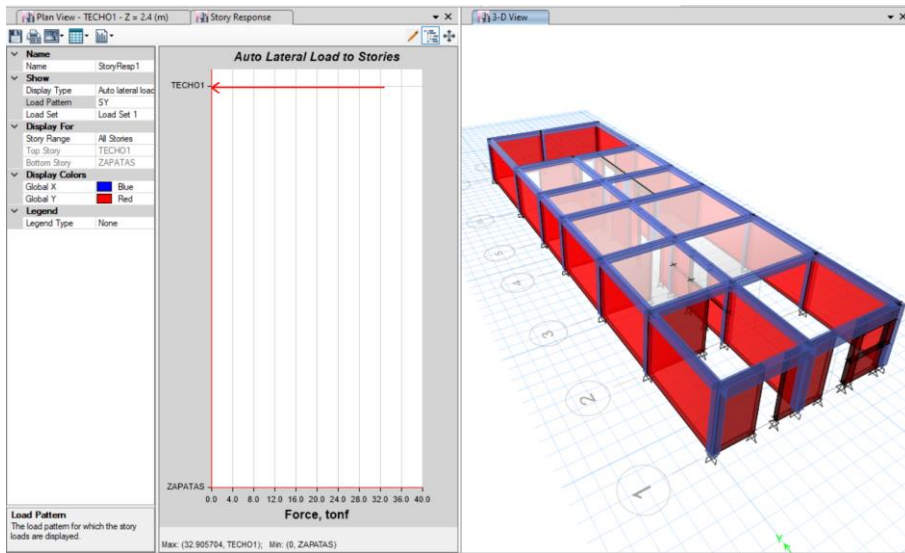 Plan View - TECHO1 - Z = 2.4 (m)
Story Response
3-D View
Name
Name StoryResp1
Show
Display Type Auto lateral load
Load Pattern SY
Load Set Load Set 1
Display For
Story Range All Stories
Top Story TECHO1
Bottom Story ZAPATAS
Display Colors
Global X Blue
Global Y Red
Legend
Legend Type None
Load Pattern
The load pattern for which the story
loads are displayed.
Auto Lateral Load to Stories
TECHO1
ZAPATAS
0.0 4.0 8.0 12.0 16.0 20.0 24.0 28.0 32.0 36.0 40.0
Force, tonf
Max: (32.905704, TECHO1); Min: (0, ZAPATAS)
5
4
3
2
1
Y